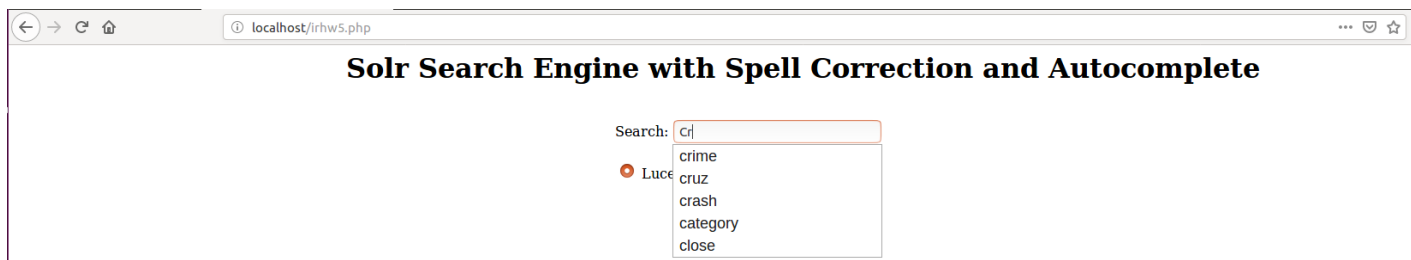 localhost/irhw5.php
Solr Search Engine with Spell Correction and Autocomplete
Search: Cr
crime
Luce
cruz
crash
category
close